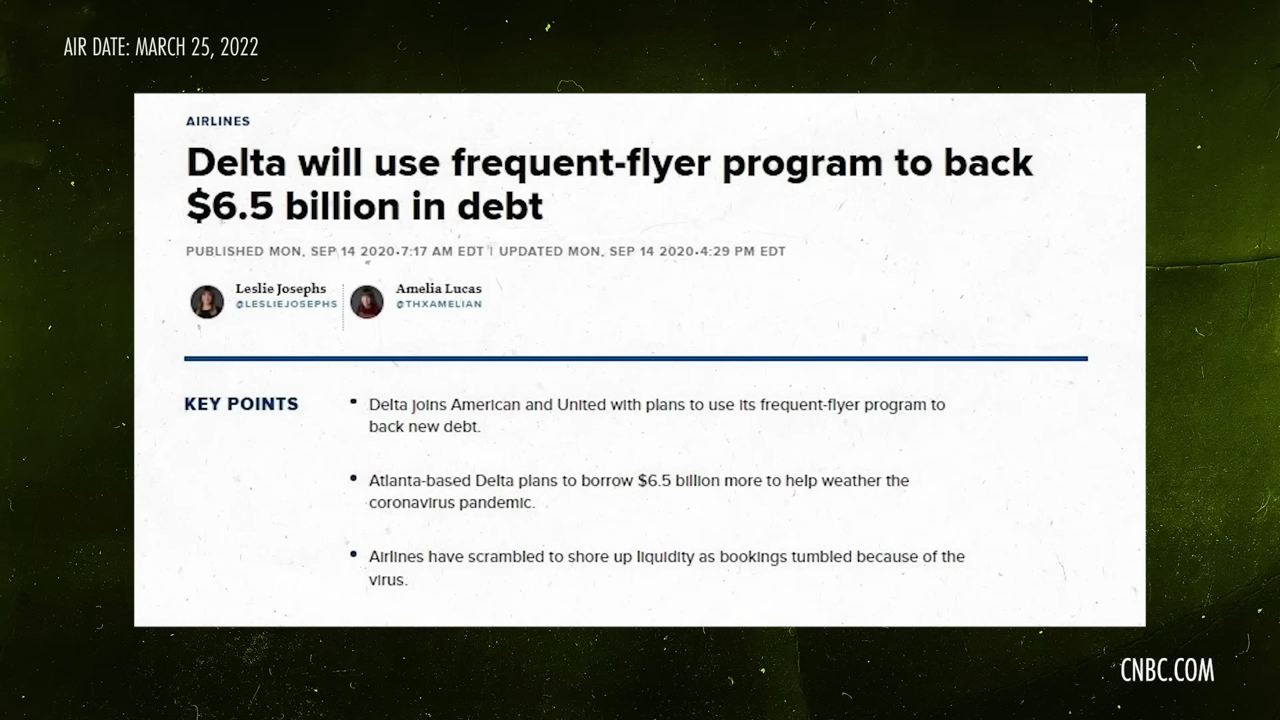 AIR DATE: MARCH 25, 2022
AIRLINES
Delta will use frequent-flyer program to back
$6.5 billion in debt
PUBLISHED MON, SEP 14 2020•7:17 AM EDT | UPDATED MON, SEP 14 2020•4:29 PM EDT
Leslie Josephs
@LESLIEJOSEPHS
Amelia Lucas
@THXAMELIAN
KEY POINTS
• Delta joins American and United with plans to use its frequent-flyer program to
back new debt.
• Atlanta-based Delta plans to borrow $6.5 billion more to help weather the
coronavirus pandemic.
• Airlines have scrambled to shore up liquidity as bookings tumbled because of the
virus.
CNBC.COM